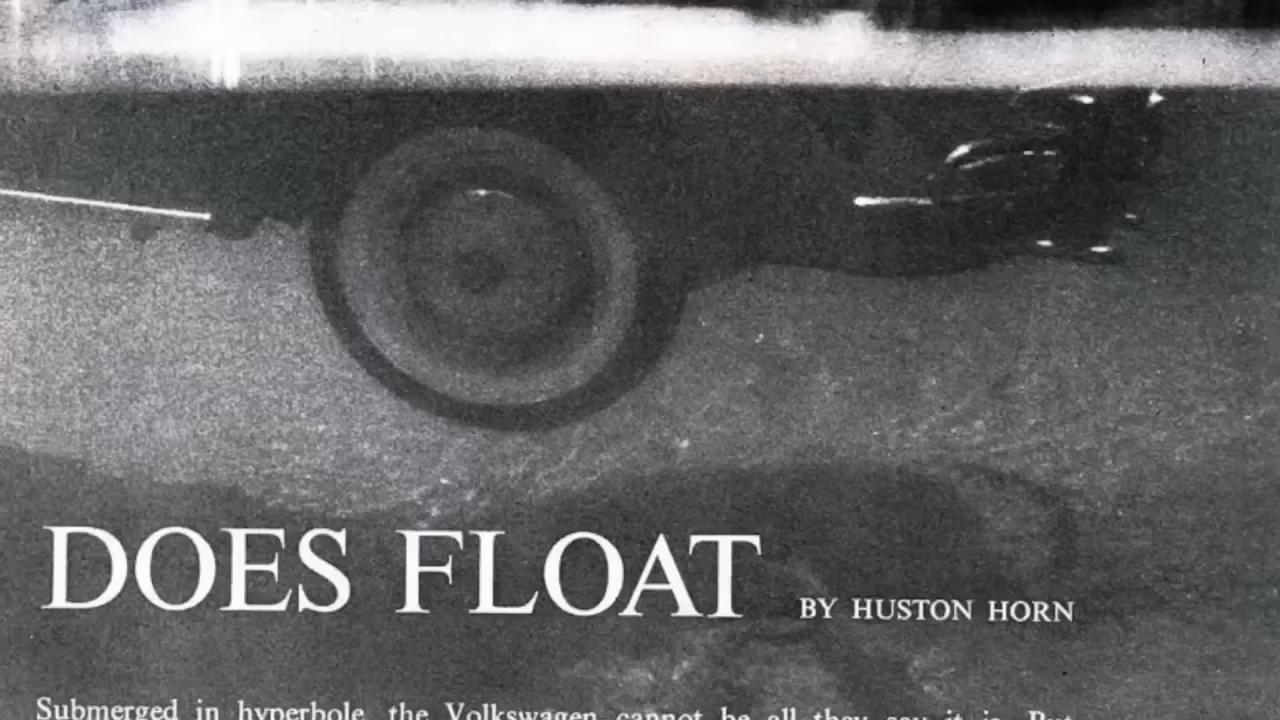 DOES FLOAT BY HUSTON HORN
Submerged in hyperbole, the Volkswagen cannot be all they say it is. But